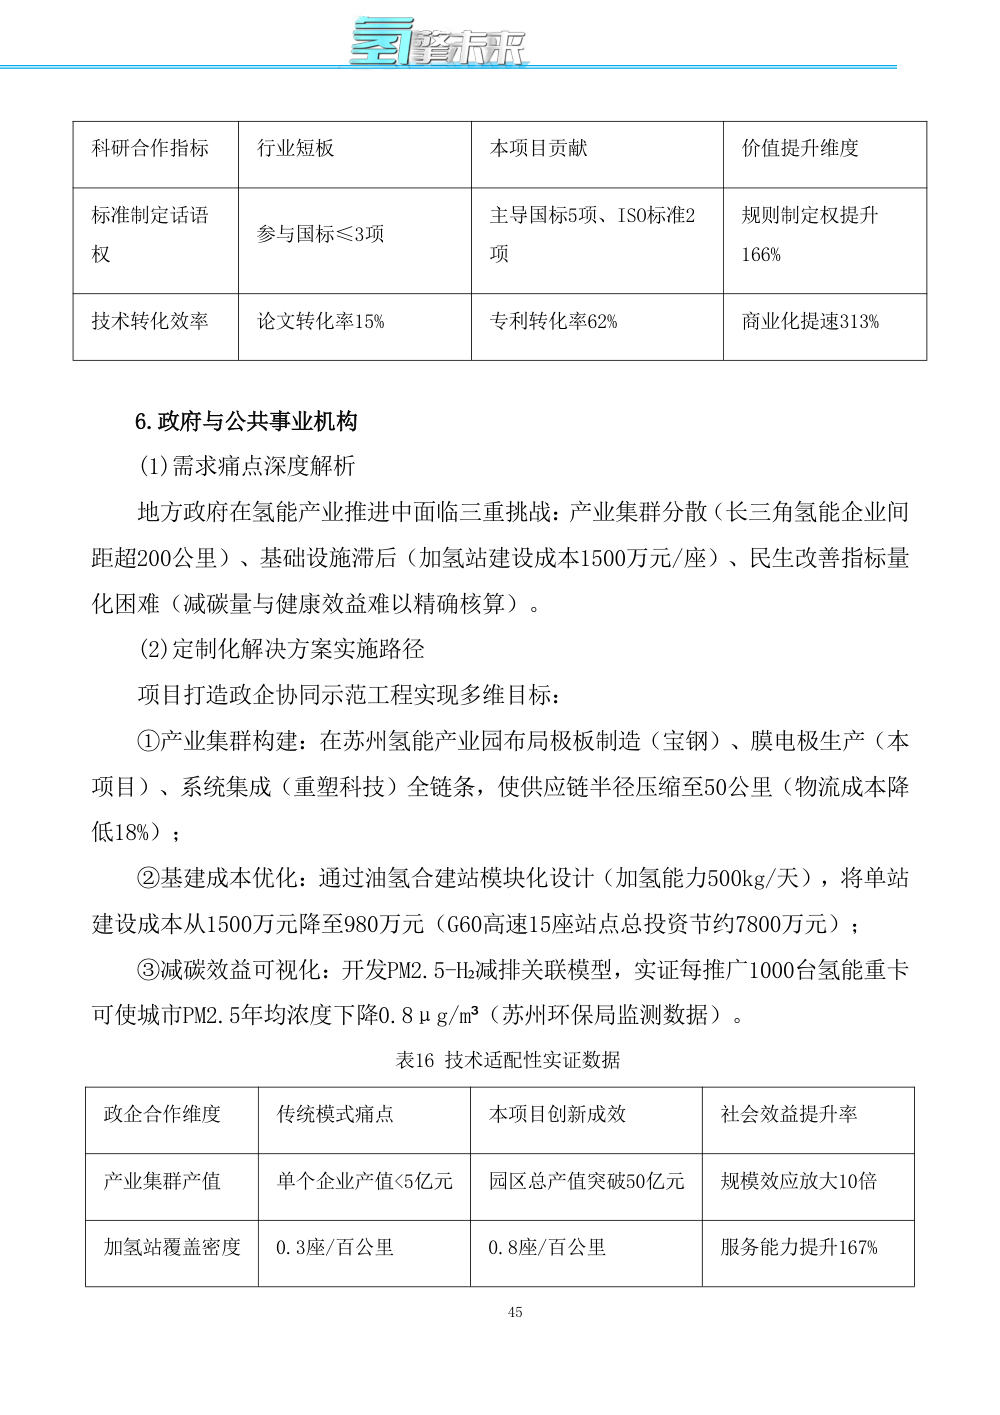 氢擎未来
科研合作指标 行业短板 本项目贡献 价值提升维度
标准制定话语权 参与国标≤3项 主导国标5项、ISO标准2项 规则制定权提升166%
技术转化效率 论文转化率15% 专利转化率62% 商业化提速313%
6.政府与公共事业机构
(1)需求痛点深度解析
地方政府在氢能产业推进中面临三重挑战：产业集群分散（长三角氢能企业间
距超200公里）、基础设施滞后（加氢站建设成本1500万元/座）、民生改善指标量
化困难（减碳量与健康效益难以精确核算）。
(2)定制化解决方案实施路径
项目打造政企协同示范工程实现多维目标：
①产业集群构建：在苏州氢能产业园布局极板制造（宝钢）、膜电极生产（本
项目）、系统集成（重塑科技）全链条，使供应链半径压缩至50公里（物流成本降
低18%）；
②基建成本优化：通过油氢合建站模块化设计（加氢能力500kg/天），将单站
建设成本从1500万元降至980万元（G60高速15座站点总投资节约7800万元）；
③减碳效益可视化：开发PM2.5-H₂减排关联模型，实证每推广1000台氢能重卡
可使城市PM2.5年均浓度下降0.8μg/m³（苏州环保局监测数据）。
表16 技术适配性实证数据
政企合作维度 传统模式痛点 本项目创新成效 社会效益提升率
产业集群产值 单个企业产值<5亿元 园区总产值突破50亿元 规模效应放大10倍
加氢站覆盖密度 0.3座/百公里 0.8座/百公里 服务能力提升167%
45